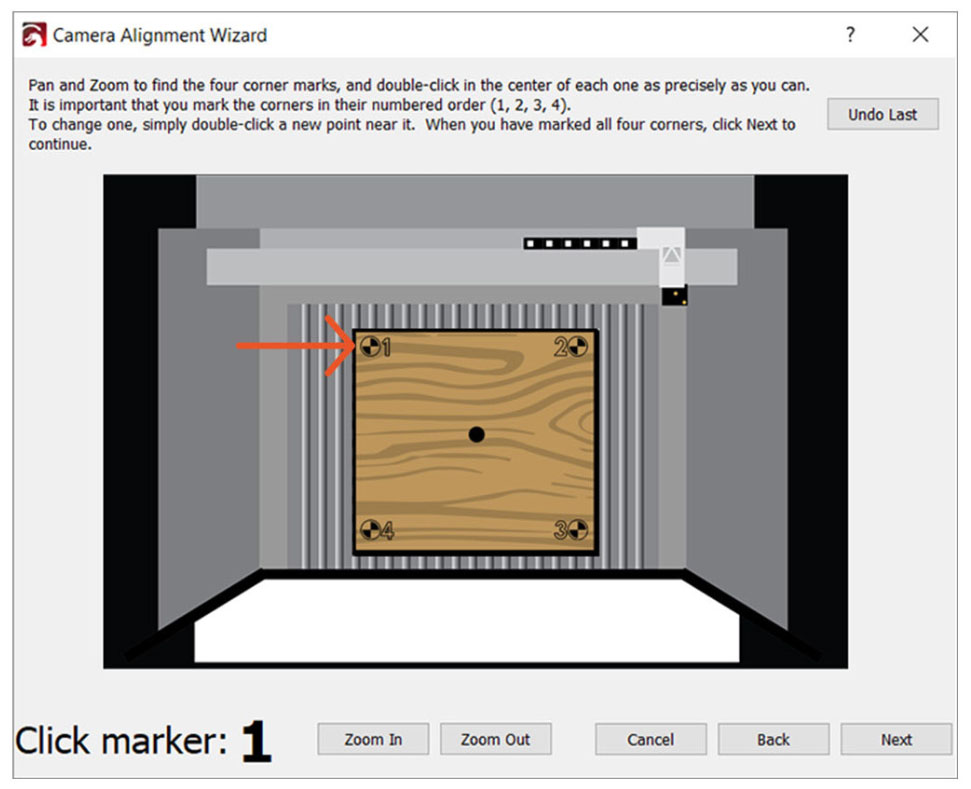 Camera Alignment Wizard
?
Pan and Zoom to find the four corner marks, and double-click in the center of each one as precisely as you can.
It is important that you mark the corners in their numbered order (1, 2, 3, 4).
To change one, simply double-click a new point near it.  When you have marked all four corners, click Next to
continue.
Undo Last
1
2
4
3
Click marker: 1
Zoom In
Zoom Out
Cancel
Back
Next